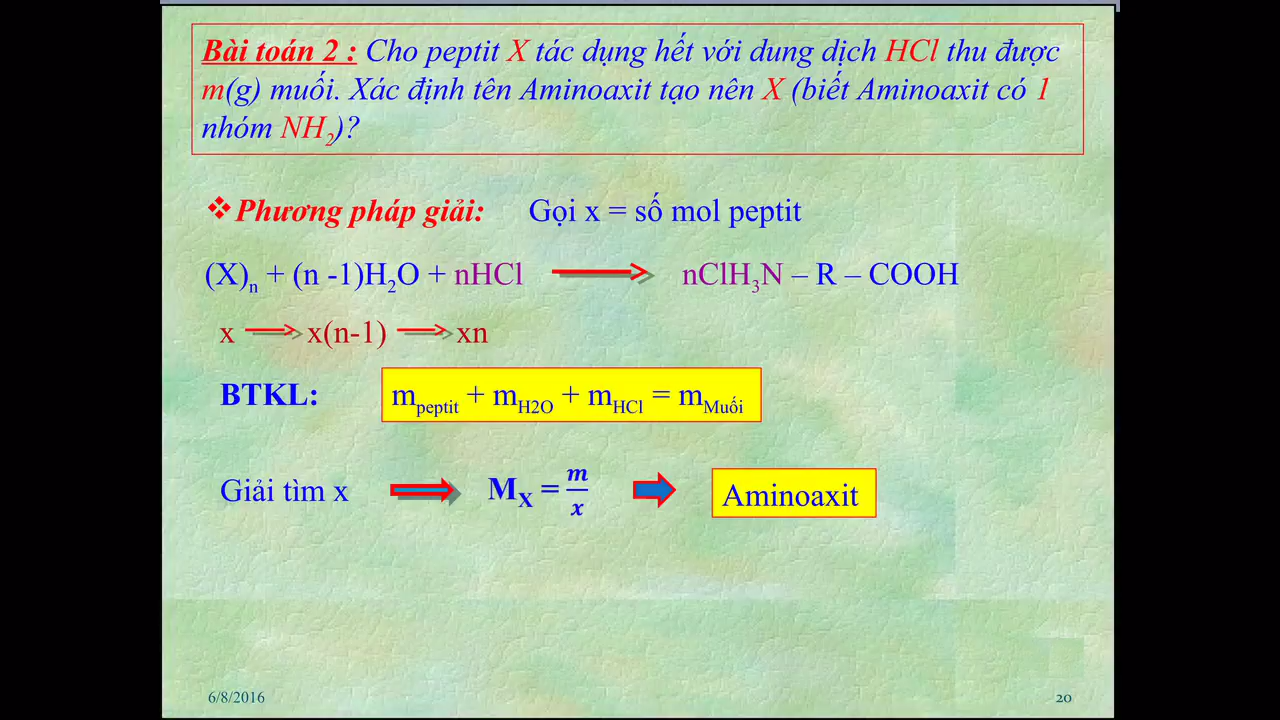 Bài toán 2 : Cho peptit X tác dụng hết với dung dịch HCl thu được
m(g) muối. Xác định tên Aminoaxit tạo nên X (biết Aminoaxit có 1
nhóm NH2)?
❖Phương pháp giải: Gọi x = số mol peptit
(X)n + (n -1)H2O + nHCl → nClH3N – R – COOH
x → x(n-1) → xn
BTKL: mpeptit + mH2O + mHCl = mMuối
Giải tìm x → MX = m/x → Aminoaxit
6/8/2016 20